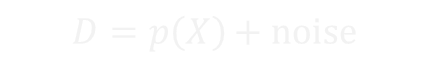 D = p(X) + noise